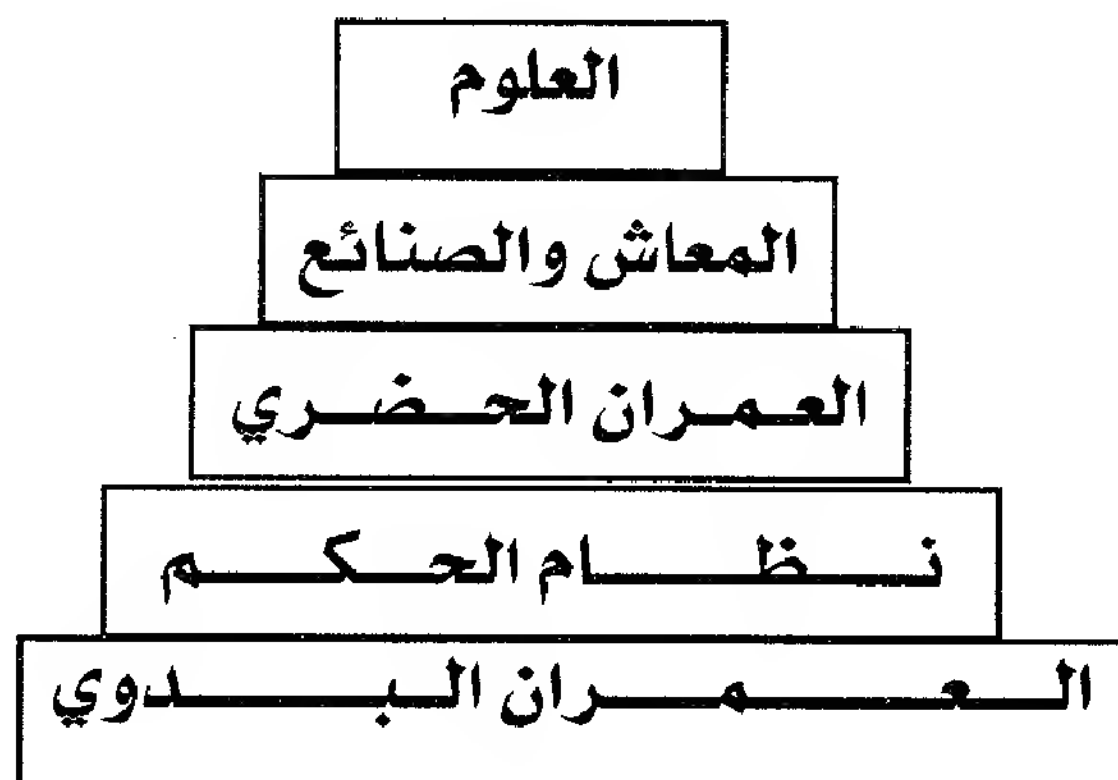 العلوم
المعاش والصنائع
العمران الحضري
نظام الحكم
العمران البدوي